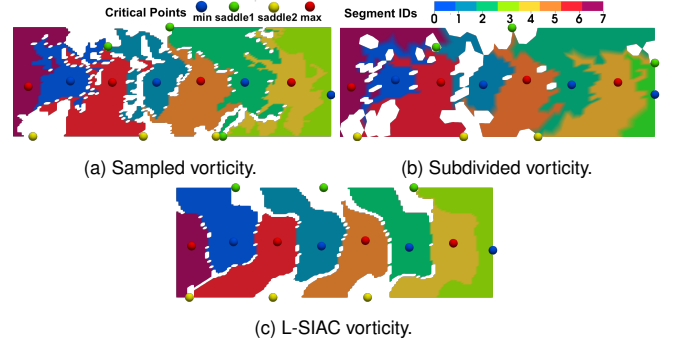 Critical Points
min saddle1 saddle2 max
Segment IDs
0 1 2 3 4 5 6 7
(a) Sampled vorticity.
(b) Subdivided vorticity.
(c) L-SIAC vorticity.